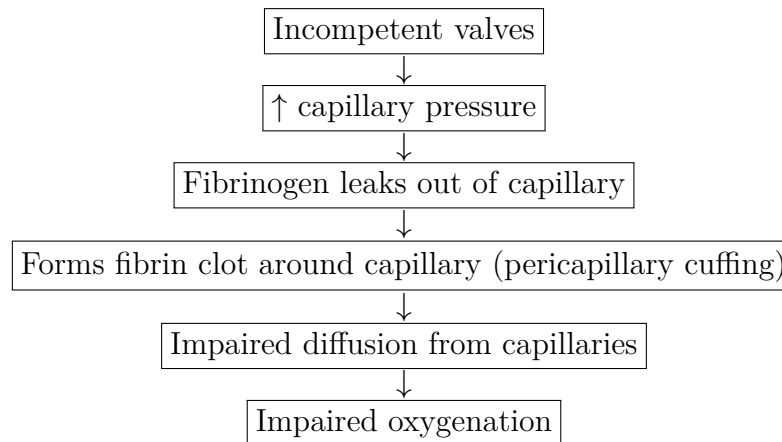 Incompetent valves
↑ capillary pressure
Fibrinogen leaks out of capillary
Forms fibrin clot around capillary (pericapillary cuffing)
Impaired diffusion from capillaries
Impaired oxygenation